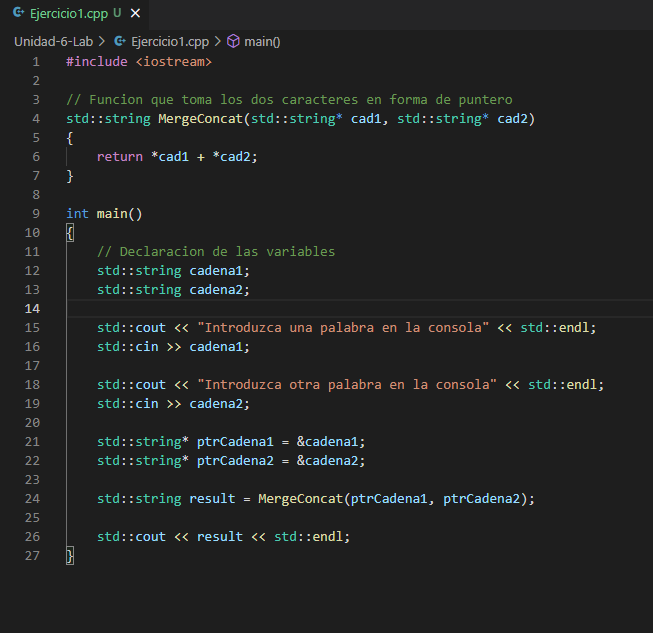 Ejercicio1.cpp U
Unidad-6-Lab > Ejercicio1.cpp > main()
1 #include <iostream>
2
3 // Funcion que toma los dos caracteres en forma de puntero
4 std::string MergeConcat(std::string* cad1, std::string* cad2)
5 {
6     return *cad1 + *cad2;
7 }
8
9 int main()
10 {
11     // Declaracion de las variables
12     std::string cadena1;
13     std::string cadena2;
14
15     std::cout << "Introduzca una palabra en la consola" << std::endl;
16     std::cin >> cadena1;
17
18     std::cout << "Introduzca otra palabra en la consola" << std::endl;
19     std::cin >> cadena2;
20
21     std::string* ptrCadena1 = &cadena1;
22     std::string* ptrCadena2 = &cadena2;
23
24     std::string result = MergeConcat(ptrCadena1, ptrCadena2);
25
26     std::cout << result << std::endl;
27 }